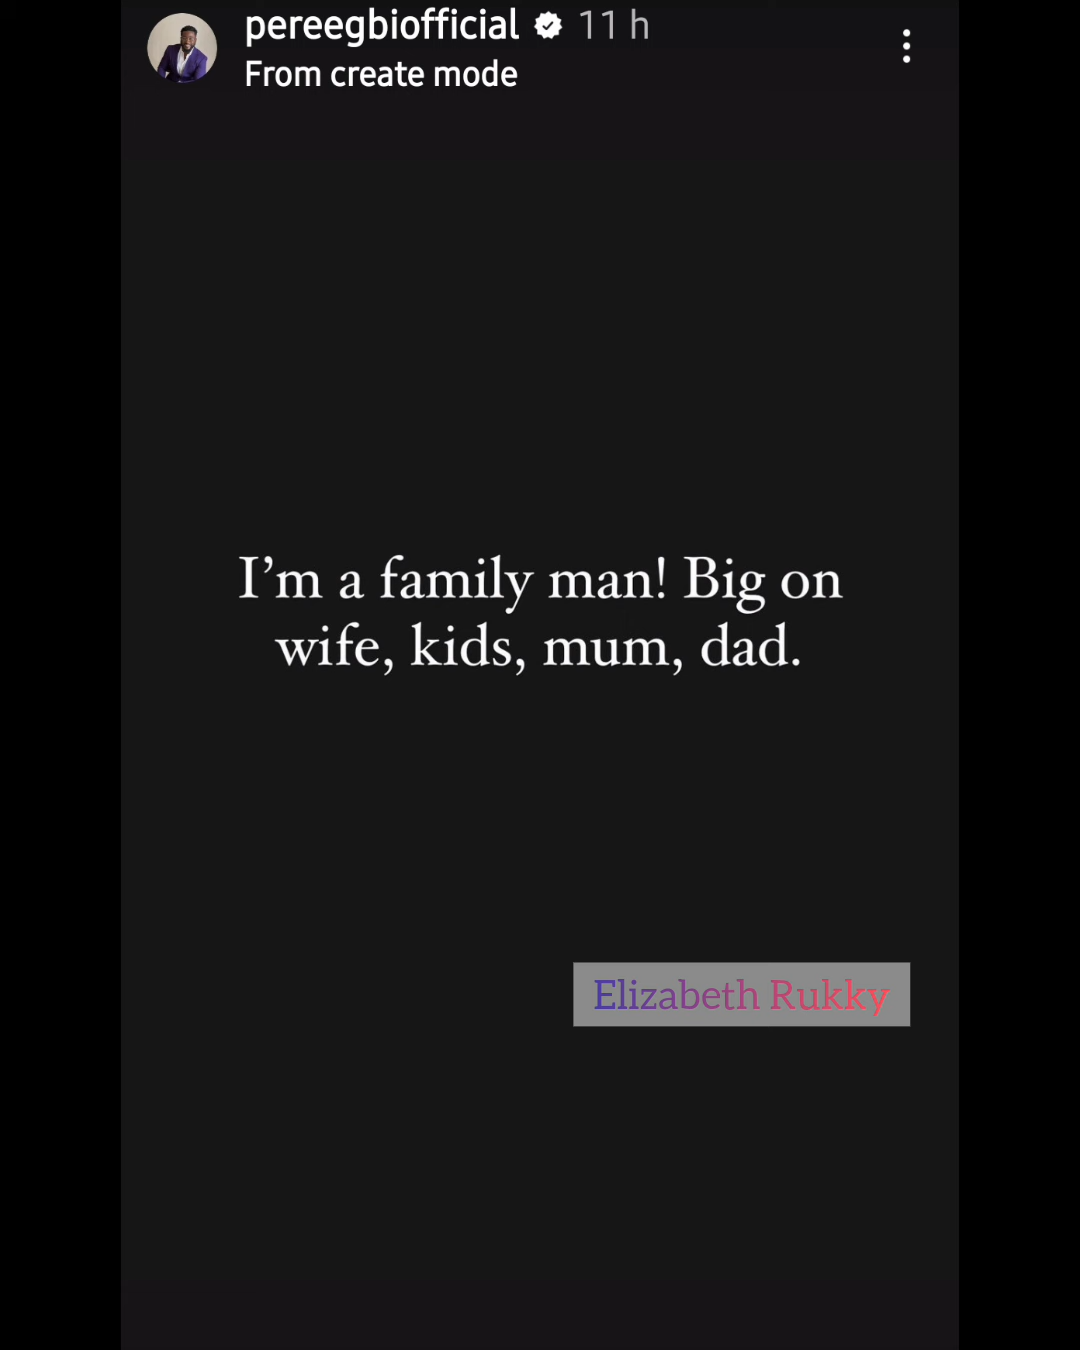 pereegbiofficial 11 h
From create mode
I'm a family man! Big on
wife, kids, mum, dad.
Elizabeth Rukky